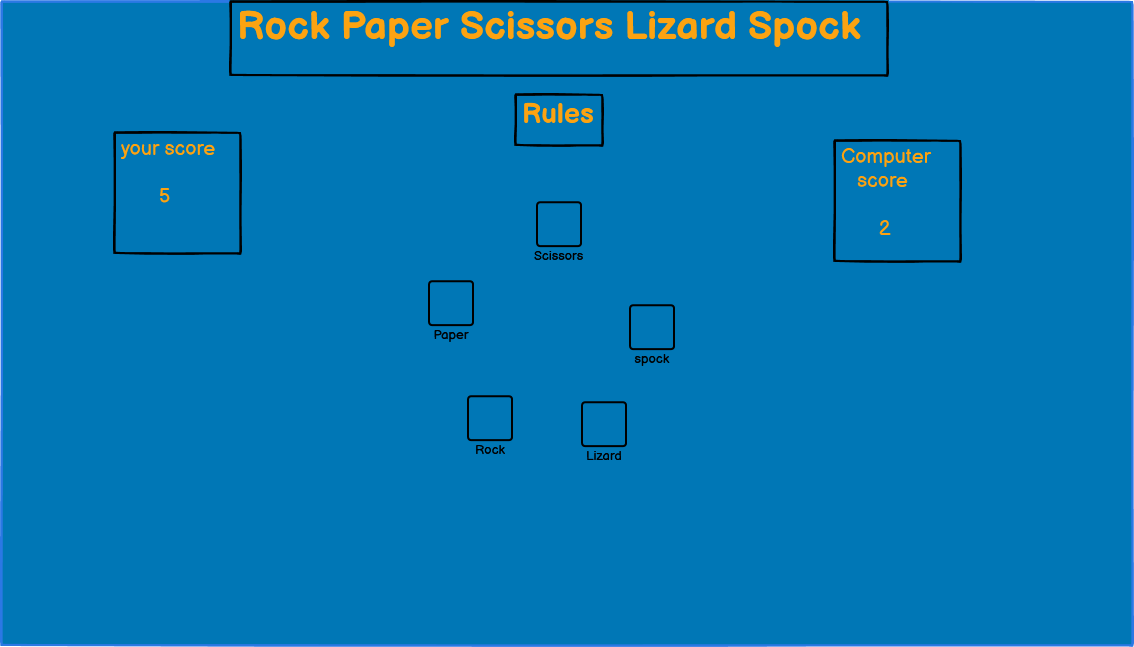 Rock Paper Scissors Lizard Spock
Rules
your score
5
Computer
score
2
Scissors
Paper
spock
Rock
Lizard